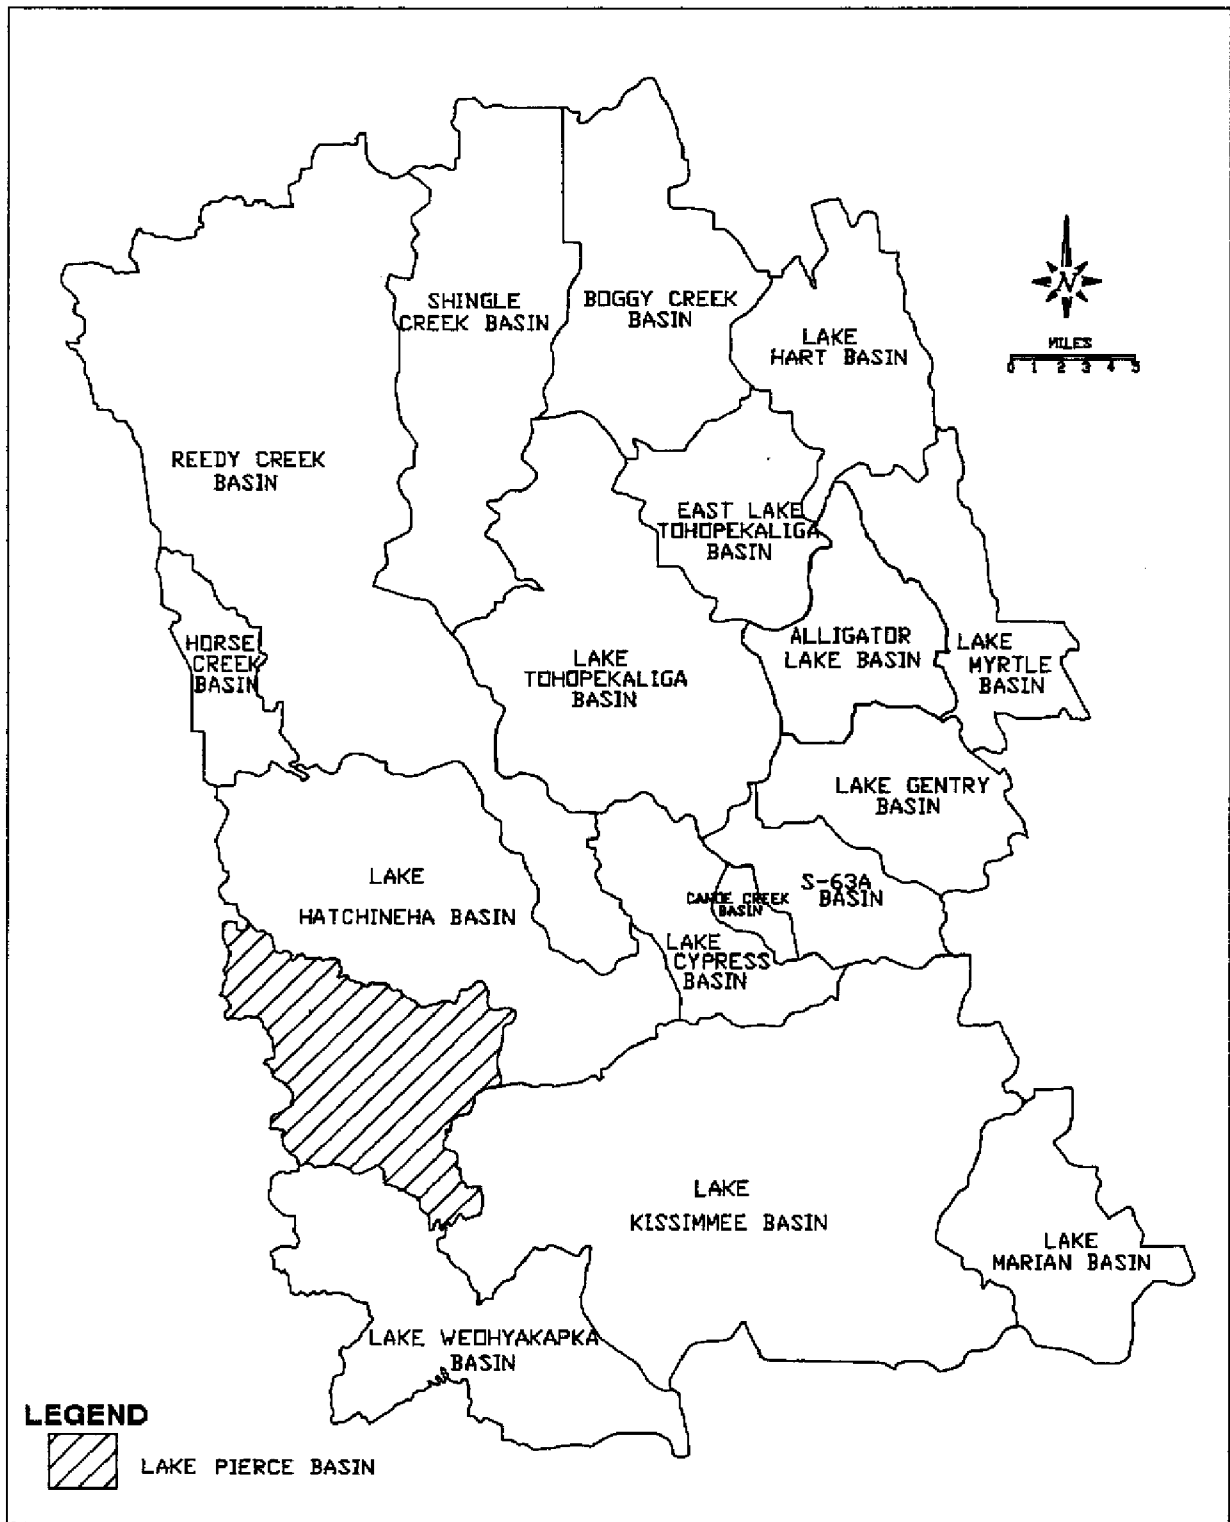 SHINGLE
CREEK BASIN
BOGGY CREEK
BASIN
LAKE
HART BASIN
N
MILES
0 1 2 3 4 5
REEDY CREEK
BASIN
EAST LAKE
TOHOPEKALIGA
BASIN
HORSE
CREEK
BASIN
LAKE
TOHOPEKALIGA
BASIN
ALLIGATOR
LAKE BASIN
LAKE
MYRTLE
BASIN
LAKE GENTRY
BASIN
LAKE
HATCHINEHA BASIN
CANOE CREEK
BASIN
S-63A
BASIN
LAKE
CYPRESS
BASIN
LAKE
KISSIMMEE BASIN
LAKE
MARIAN BASIN
LAKE WEOHYAKAPKA
BASIN
LEGEND
LAKE PIERCE BASIN